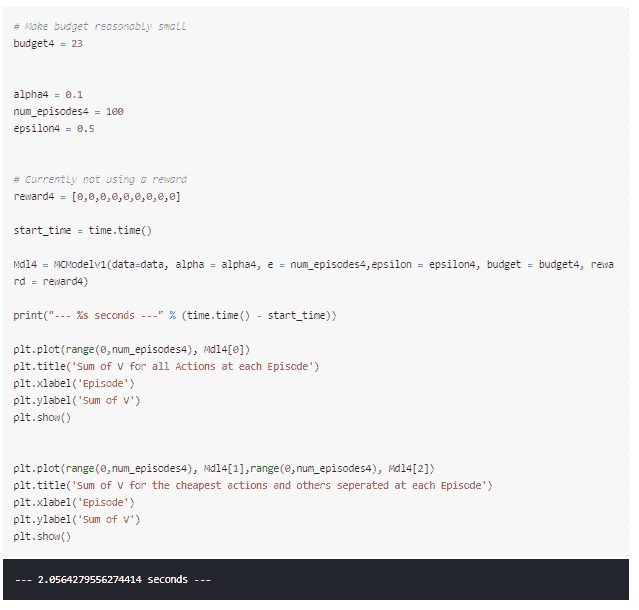 # Make budget reasonably small
budget4 = 23
alpha4 = 0.1
num_episodes4 = 100
epsilon4 = 0.5
# Currently not using a reward
reward4 = [0,0,0,0,0,0,0,0,0]
start_time = time.time()
Mdl4 = MCModelv1(data=data, alpha = alpha4, e = num_episodes4,epsilon = epsilon4, budget = budget4, rewa
rd = reward4)
print("--- %s seconds ---" % (time.time() - start_time))
plt.plot(range(0,num_episodes4), Mdl4[0])
plt.title('Sum of V for all Actions at each Episode')
plt.xlabel('Episode')
plt.ylabel('Sum of V')
plt.show()
plt.plot(range(0,num_episodes4), Mdl4[1],range(0,num_episodes4), Mdl4[2])
plt.title('Sum of V for the cheapest actions and others seperated at each Episode')
plt.xlabel('Episode')
plt.ylabel('Sum of V')
plt.show()
--- 2.0564279556274414 seconds ---